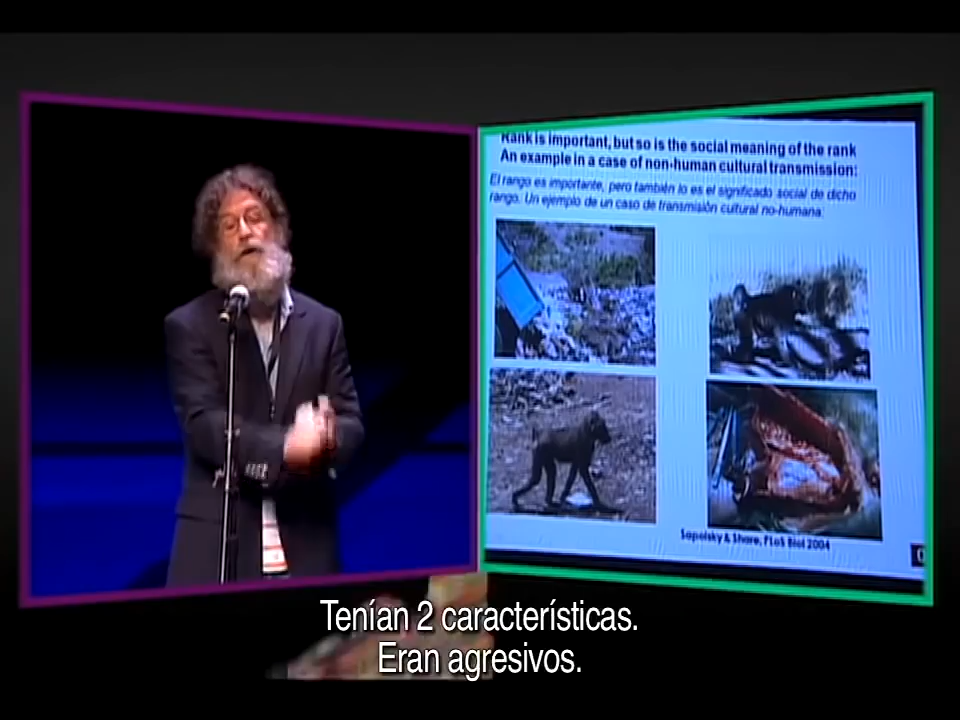 Rank is important, but so is the social meaning of the rank
An example in a case of non-human cultural transmission:
El rango es importante, pero también lo es el significado social de dicho
rango. Un ejemplo de un caso de transmisión cultural no-humana:
Sapolsky & Share, PLoS Biol 2004
Tenían 2 características.
Eran agresivos.